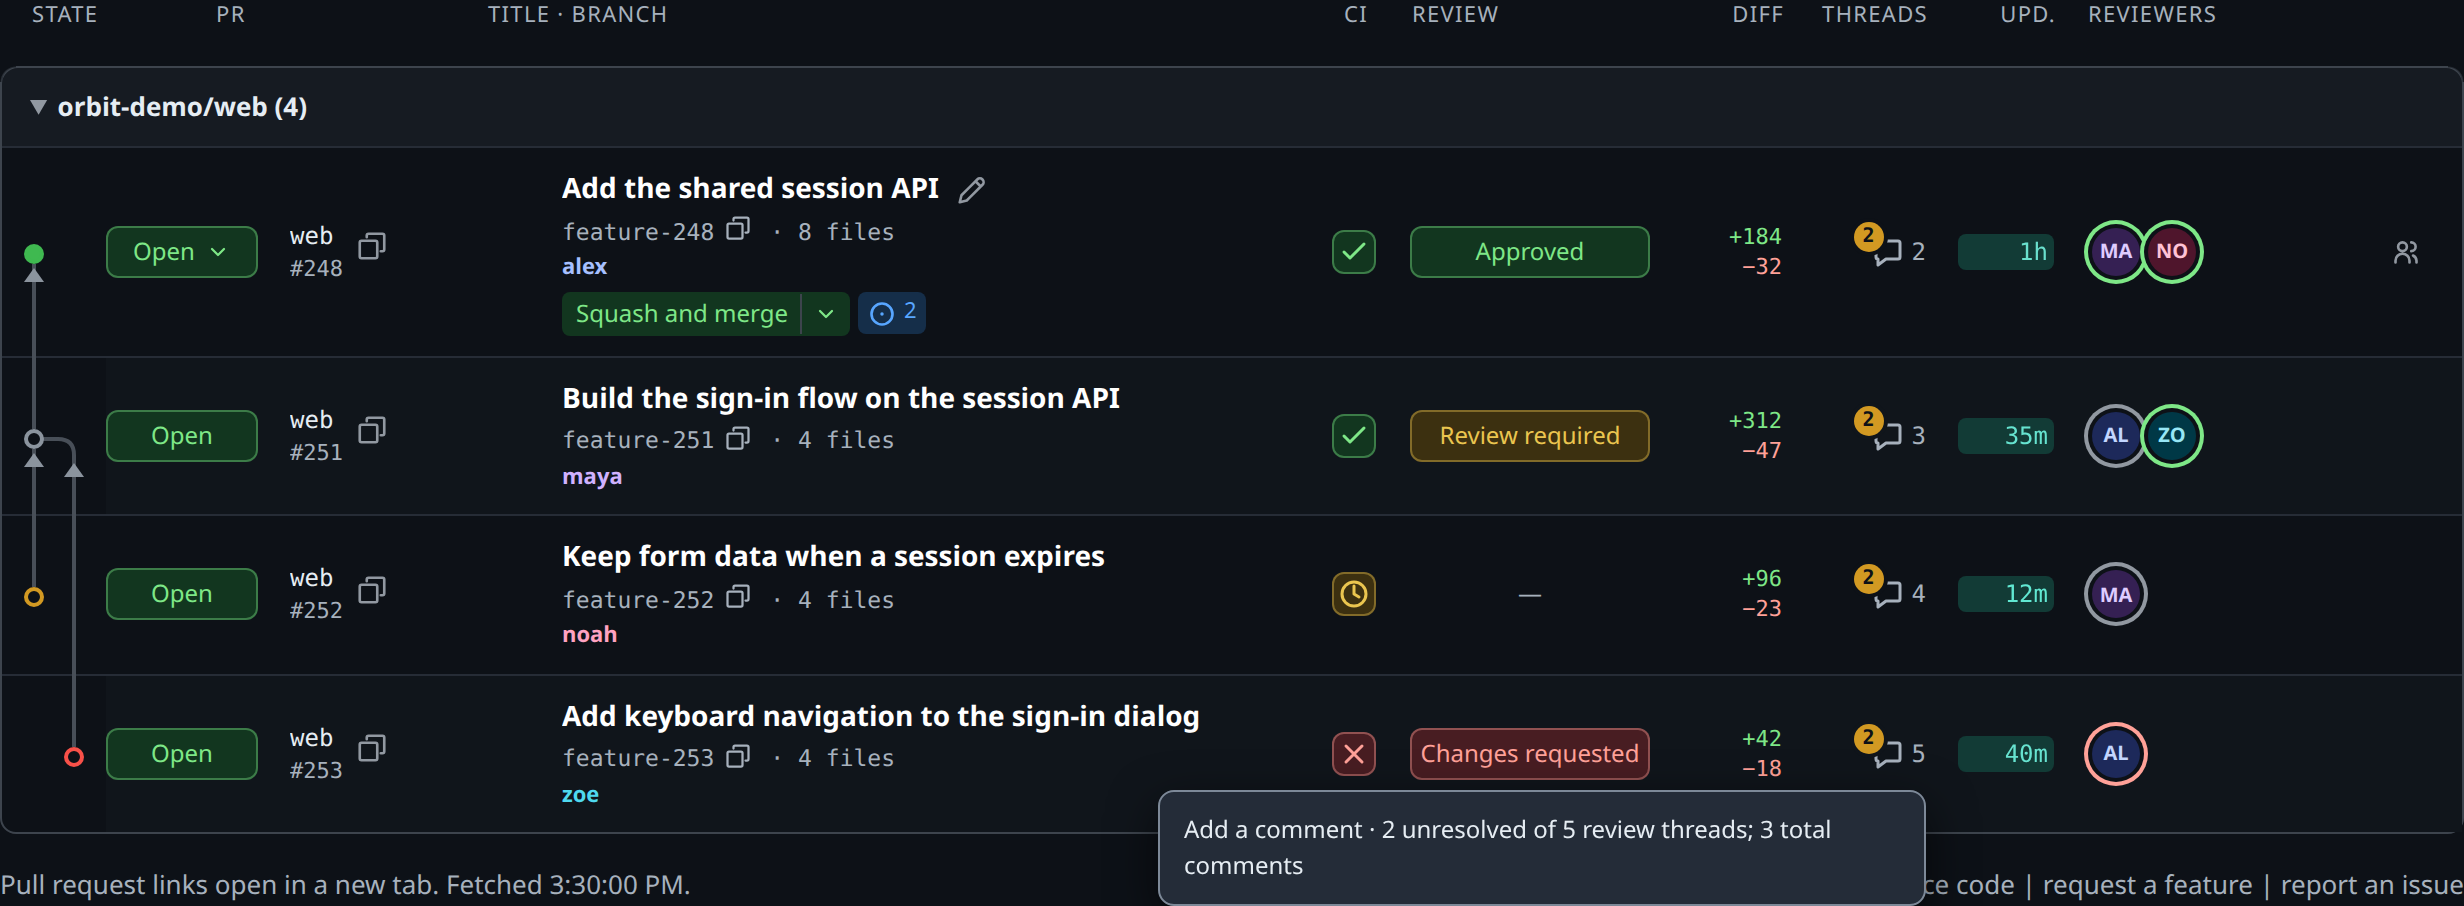 STATE PR TITLE · BRANCH CI REVIEW DIFF THREADS UPD. REVIEWERS
orbit-demo/web (4)
Open
web
#248
Add the shared session API
feature-248 · 8 files
alex
Squash and merge 2
Approved
+184
−32
2 2
1h
MA NO
Open
web
#251
Build the sign-in flow on the session API
feature-251 · 4 files
maya
Review required
+312
−47
2 3
35m
AL ZO
Open
web
#252
Keep form data when a session expires
feature-252 · 4 files
noah
—
+96
−23
2 4
12m
MA
Open
web
#253
Add keyboard navigation to the sign-in dialog
feature-253 · 4 files
zoe
Changes requested
+42
−18
2 5
40m
AL
Add a comment · 2 unresolved of 5 review threads; 3 total
comments
Pull request links open in a new tab. Fetched 3:30:00 PM.
ce code | request a feature | report an issue